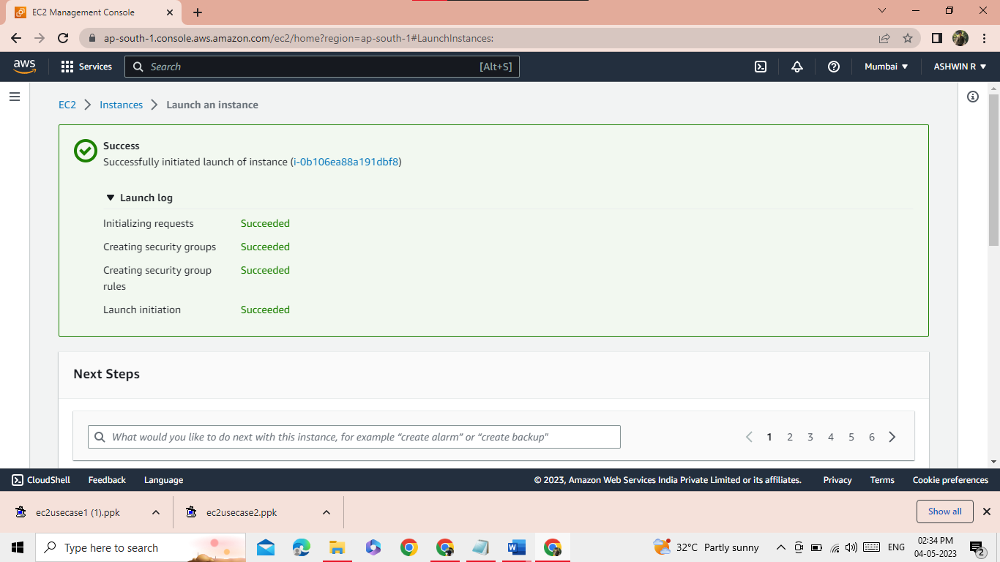 EC2 Management Console
ap-south-1.console.aws.amazon.com/ec2/home?region=ap-south-1#LaunchInstances:
aws Services Search [Alt+S] Mumbai ASHWIN R
EC2 Instances Launch an instance
Success
Successfully initiated launch of instance (i-0b106ea88a191dbf8)
Launch log
Initializing requests Succeeded
Creating security groups Succeeded
Creating security group rules Succeeded
Launch initiation Succeeded
Next Steps
What would you like to do next with this instance, for example “create alarm” or “create backup" 1 2 3 4 5 6
CloudShell Feedback Language © 2023, Amazon Web Services India Private Limited or its affiliates. Privacy Terms Cookie preferences
ec2usecase1 (1).ppk ec2usecase2.ppk Show all
Type here to search 32°C Partly sunny ENG 02:34 PM
04-05-2023 2